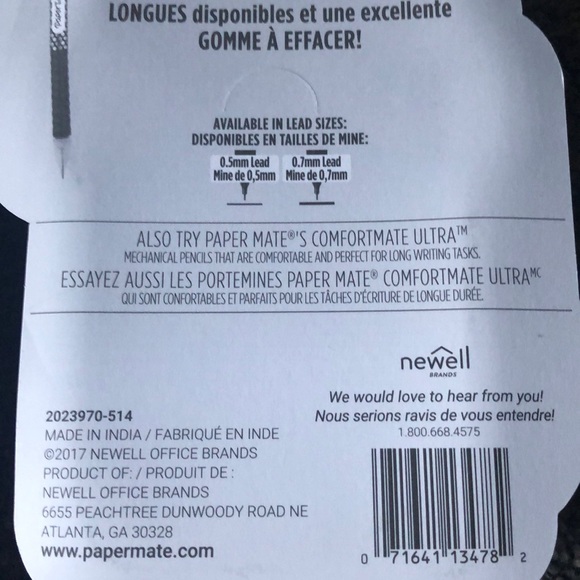 LONGUES disponibles et une excellente
GOMME À EFFACER!
AVAILABLE IN LEAD SIZES:
DISPONIBLES EN TAILLES DE MINE:
0.5mm Lead
Mine de 0,5mm
0.7mm Lead
Mine de 0,7mm
ALSO TRY PAPER MATE®'S COMFORTMATE ULTRA™
MECHANICAL PENCILS THAT ARE COMFORTABLE AND PERFECT FOR LONG WRITING TASKS.
ESSAYEZ AUSSI LES PORTEMINES PAPER MATE® COMFORTMATE ULTRAᴹᶜ
QUI SONT CONFORTABLES ET PARFAITS POUR LES TÂCHES D'ÉCRITURE DE LONGUE DURÉE.
newell
BRANDS
We would love to hear from you!
Nous serions ravis de vous entendre!
1.800.668.4575
2023970-514
MADE IN INDIA / FABRIQUÉ EN INDE
©2017 NEWELL OFFICE BRANDS
PRODUCT OF: / PRODUIT DE :
NEWELL OFFICE BRANDS
6655 PEACHTREE DUNWOODY ROAD NE
ATLANTA, GA 30328
www.papermate.com
0 71641 13478 2